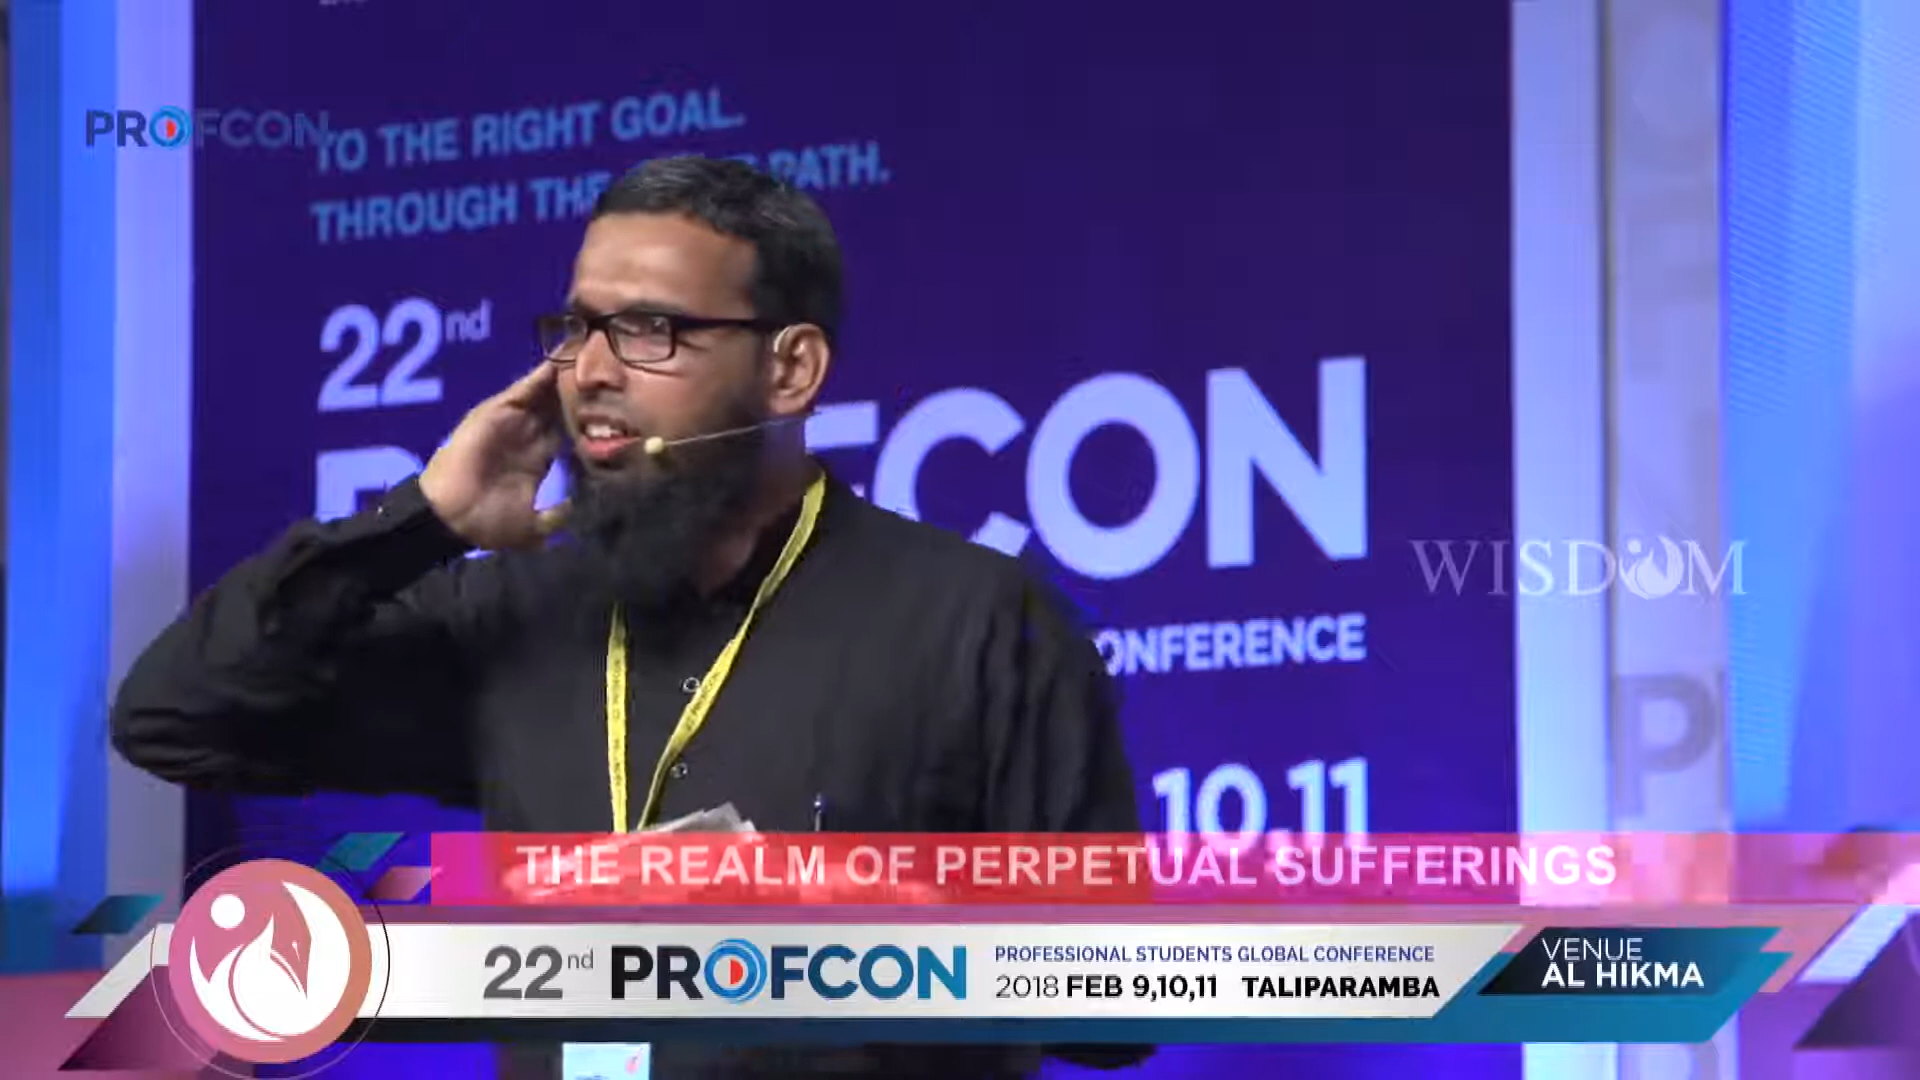 PROFCON
TO THE RIGHT GOAL.
THROUGH THE PATH.
22nd
CON
ONFERENCE
10,11
WISDOM
THE REALM OF PERPETUAL SUFFERINGS
22nd PROFCON
PROFESSIONAL STUDENTS GLOBAL CONFERENCE
2018 FEB 9,10,11 TALIPARAMBA
VENUE
AL HIKMA